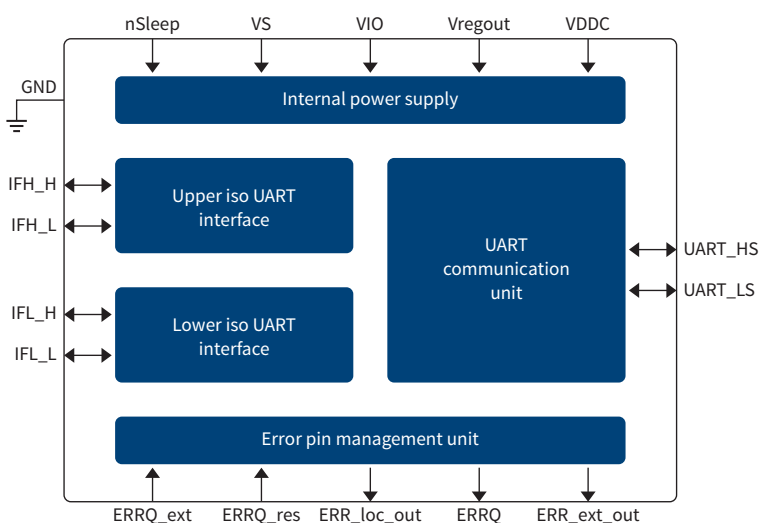 nSleep VS VIO Vregout VDDC
GND
Internal power supply
IFH_H
IFH_L
Upper iso UART
interface
UART
communication
unit
UART_HS
UART_LS
IFL_H
IFL_L
Lower iso UART
interface
Error pin management unit
ERRQ_ext ERRQ_res ERR_loc_out ERRQ ERR_ext_out